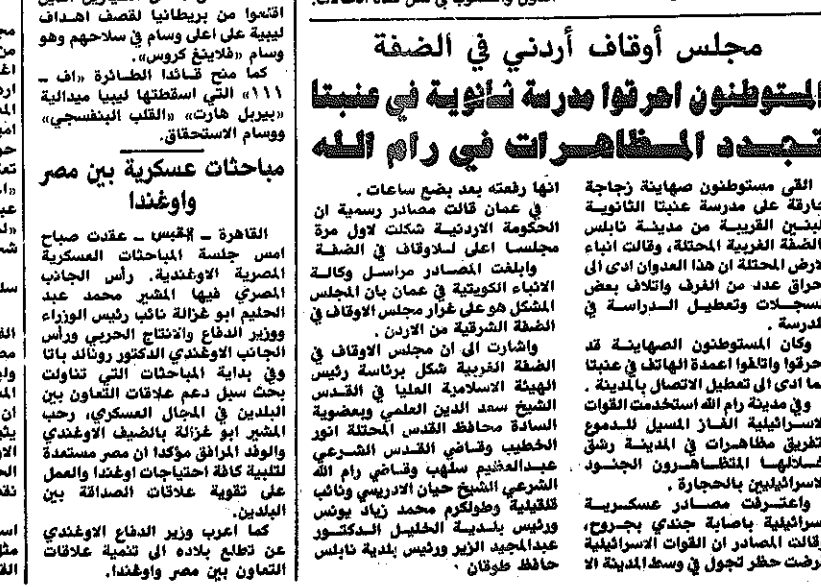 مجلس أوقاف أردني في الضفة
المستوطنون احرقوا مدرسة ثانوية في عنبتا
تجدد المظاهرات في رام الله
القى مستوطنون صهاينة زجاجة
حارقة على مدرسة عنبتا الثانوية
للبنين القريبة من مدينة نابلس
بالضفة الغربية المحتلة، وقالت انباء
الارض المحتلة ان هذا العدوان ادى الى
احراق عدد من الغرف واتلاف بعض
السجلات وتعطيل الدراسة في
المدرسة .
وكان المستوطنون الصهاينة قد
احرقوا واتلفوا اعمدة الهاتف في عنبتا
مما ادى الى تعطيل الاتصال بالمدينة .
وفي مدينة رام الله استخدمت القوات
الاسرائيلية الغاز المسيل للدموع
لتفريق مظاهرات في المدينة رشق
خلالها المتظاهرون الجنود
الاسرائيليين بالحجارة .
واعترفت مصادر عسكرية
اسرائيلية باصابة جندي بجروح،
وقالت المصادر ان القوات الاسرائيلية
فرضت حظر تجول في وسط المدينة الا
انها رفعته بعد بضع ساعات .
في عمان قالت مصادر رسمية ان
الحكومة الاردنية شكلت لاول مرة
مجلسا اعلى للاوقاف في الضفة
وابلغت المصادر مراسل وكالة
الانباء الكويتية في عمان بان المجلس
المشكل هو على غرار مجلس الاوقاف في
الضفة الشرقية من الاردن .
واشارت الى ان مجلس الاوقاف في
الضفة الغربية شكل برئاسة رئيس
الهيئة الاسلامية العليا في القدس
الشيخ سعد الدين العلمي وبعضوية
السادة محافظ القدس المحتلة انور
الخطيب وقاضي القدس الشرعي
عبدالعظيم سلهب وقاضي رام الله
الشرعي الشيخ حيان الادريسي ونائب
قلقيلية وطولكرم محمد زياد يونس
ورئيس بلدية الخليل الدكتور
عبدالمجيد الزير ورئيس بلدية نابلس
حافظ طوقان .
اقتعوا من بريطانيا لقصف اهداف
ليبية على اعلى وسام في سلاحهم وهو
وسام «فلاينغ كروس».
كما منح قائدا الطائرة «اف ــ
١١١» التي اسقطتها ليبيا ميدالية
«بيربل هارت» «القلب البنفسجي»
ووسام الاستحقاق.
مباحثات عسكرية بين مصر
واوغندا
القاهرة ــ القبس ــ عقدت صباح
امس جلسة المباحثات العسكرية
المصرية الاوغندية. رأس الجانب
المصري فيها المشير محمد عبد
الحليم ابو غزالة نائب رئيس الوزراء
ووزير الدفاع والانتاج الحربي ورأس
الجانب الاوغندي الدكتور رونالد باتا
وفي بداية المباحثات التي تناولت
بحث سبل دعم علاقات التعاون بين
البلدين في المجال العسكري، رحب
المشير ابو غزالة بالضيف الاوغندي
والوفد المرافق مؤكدا ان مصر مستعدة
لتلبية كافة احتياجات اوغندا والعمل
على تقوية علاقات الصداقة بين
البلدين.
كما اعرب وزير الدفاع الاوغندي
عن تطلع بلاده الى تنمية علاقات
التعاون بين مصر واوغندا.